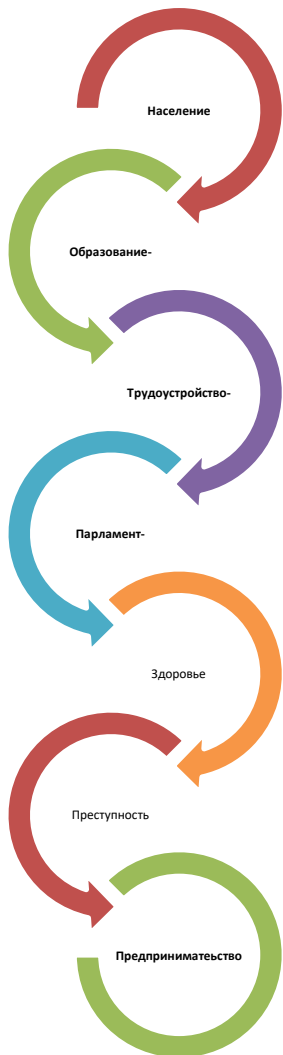 Население
Образование-
Трудоустройство-
Парламент-
Здоровье
Преступность
Предприниматеьство